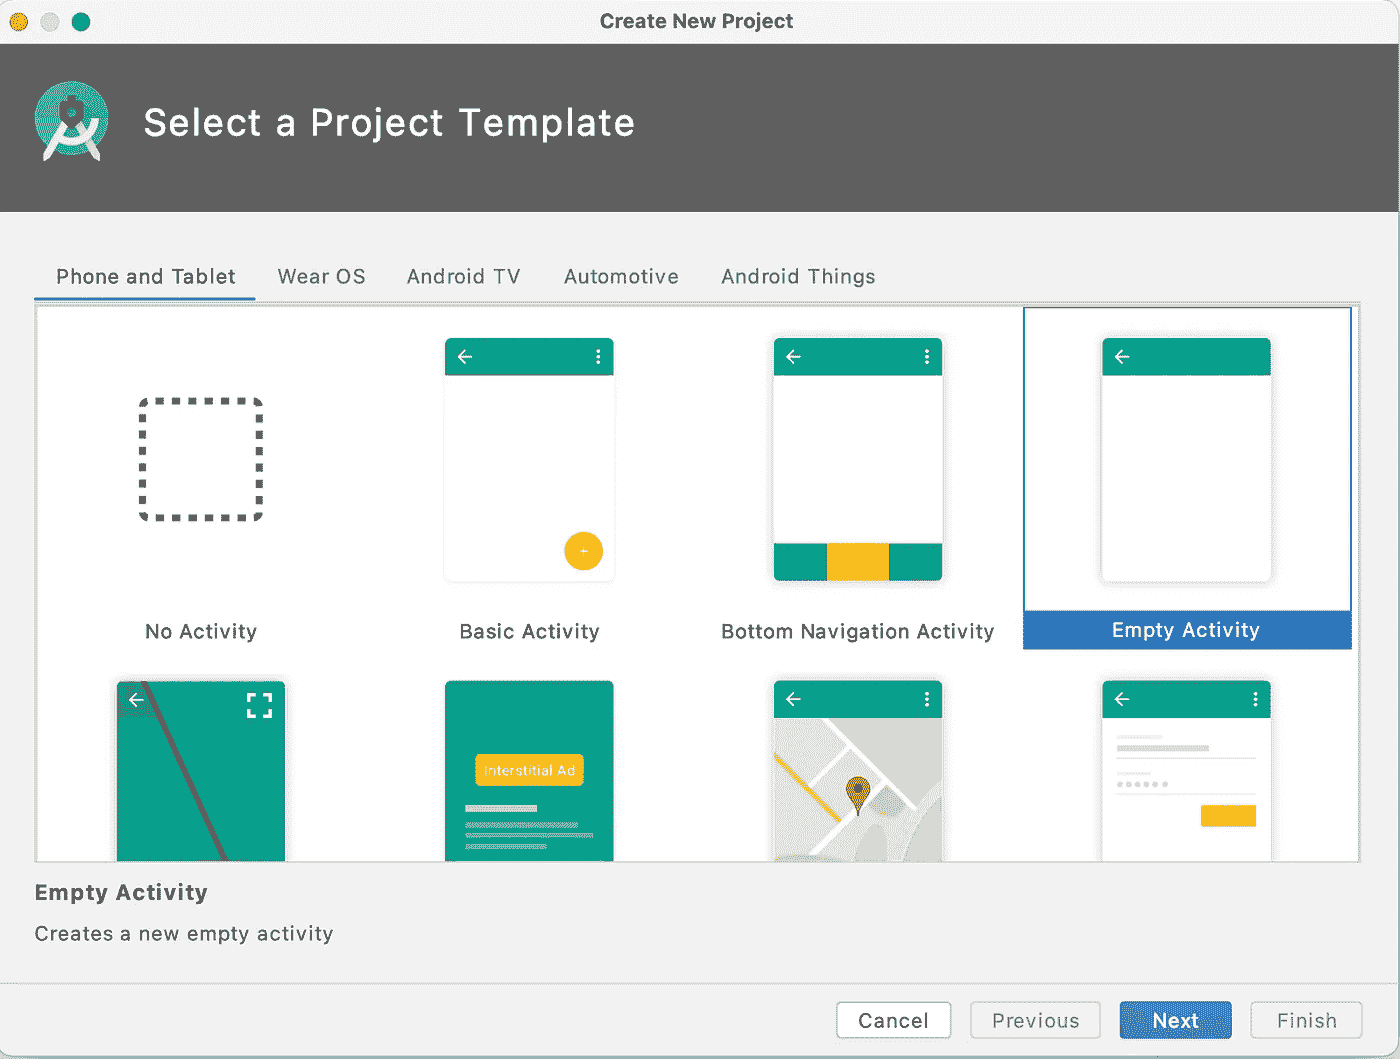 Create New Project
Select a Project Template
Phone and Tablet Wear OS Android TV Automotive Android Things
No Activity Basic Activity Bottom Navigation Activity Empty Activity
Interstitial Ad
Empty Activity
Creates a new empty activity
Cancel Previous Next Finish